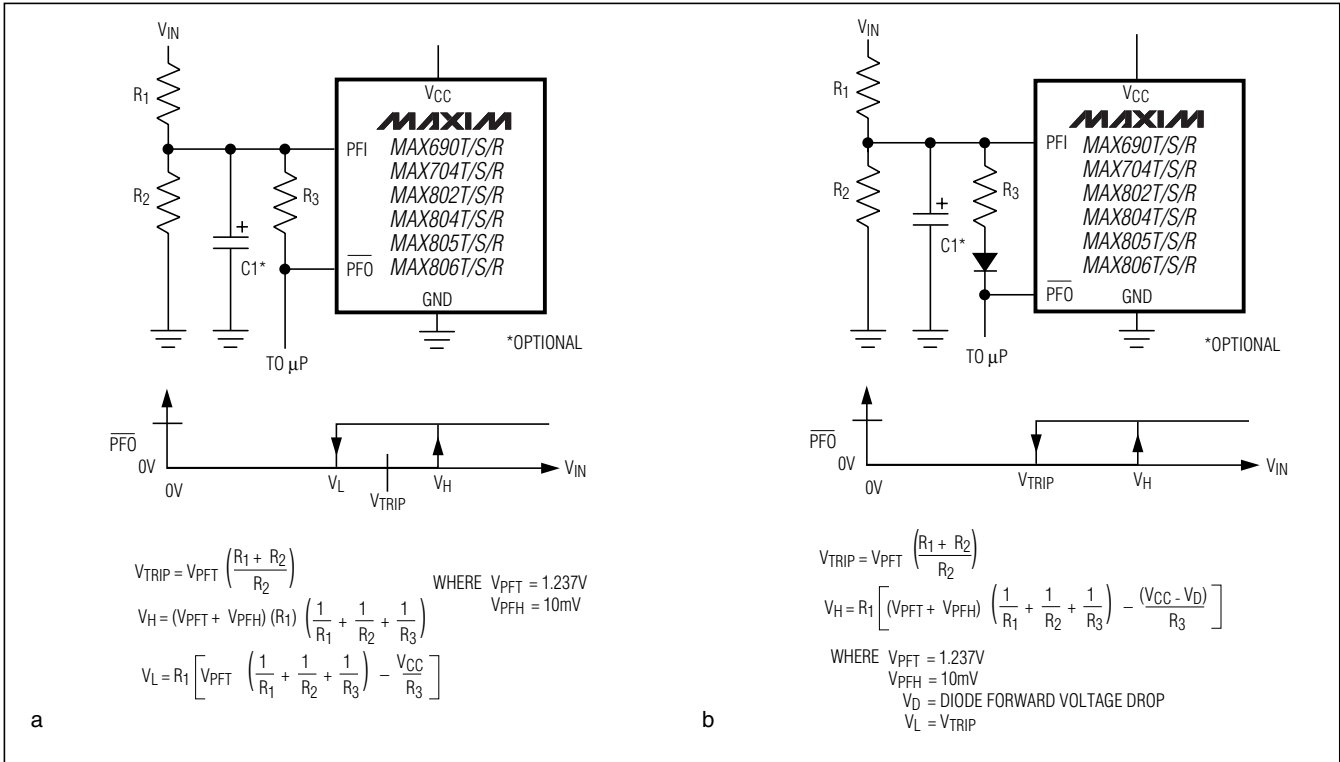 VIN
R1
VCC
MAXIM
PFI
MAX690T/S/R
MAX704T/S/R
R2
R3
MAX802T/S/R
MAX804T/S/R
+
MAX805T/S/R
C1*
PFO
MAX806T/S/R
GND
*OPTIONAL
TO µP
PFO
0V
0V
VL
VTRIP
VH
VIN
VTRIP = VPFT (R1 + R2 / R2)
WHERE VPFT = 1.237V
VPFH = 10mV
VH = (VPFT + VPFH) (R1) (1/R1 + 1/R2 + 1/R3)
VL = R1 [VPFT (1/R1 + 1/R2 + 1/R3) – VCC/R3]
a
VIN
R1
VCC
MAXIM
PFI
MAX690T/S/R
MAX704T/S/R
R2
R3
MAX802T/S/R
MAX804T/S/R
+
MAX805T/S/R
C1*
MAX806T/S/R
PFO
GND
*OPTIONAL
TO µP
PFO
0V
0V
VTRIP
VH
VIN
VTRIP = VPFT (R1 + R2 / R2)
VH = R1 [(VPFT + VPFH) (1/R1 + 1/R2 + 1/R3) – (VCC - VD)/R3]
WHERE VPFT = 1.237V
VPFH = 10mV
VD = DIODE FORWARD VOLTAGE DROP
VL = VTRIP
b